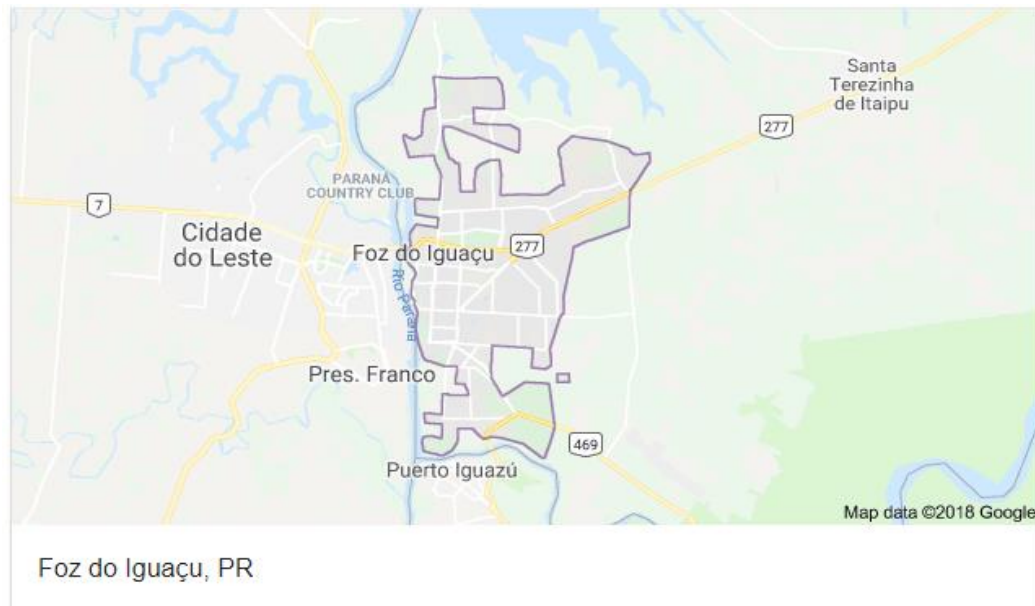 Santa
Terezinha
de Itaipu
277
PARANÁ
COUNTRY CLUB
7
Cidade
do Leste
Foz do Iguaçu
277
Río Paraná
Pres. Franco
469
Puerto Iguazú
Map data ©2018 Google
Foz do Iguaçu, PR